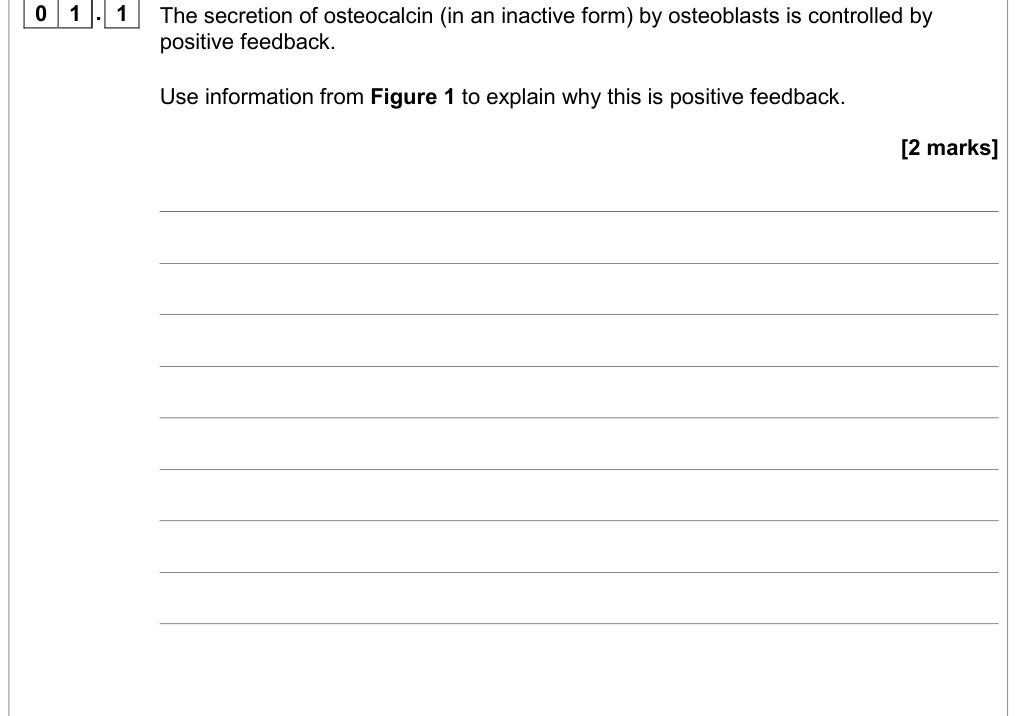 0 1 . 1 The secretion of osteocalcin (in an inactive form) by osteoblasts is controlled by
positive feedback.
Use information from Figure 1 to explain why this is positive feedback.
[2 marks]